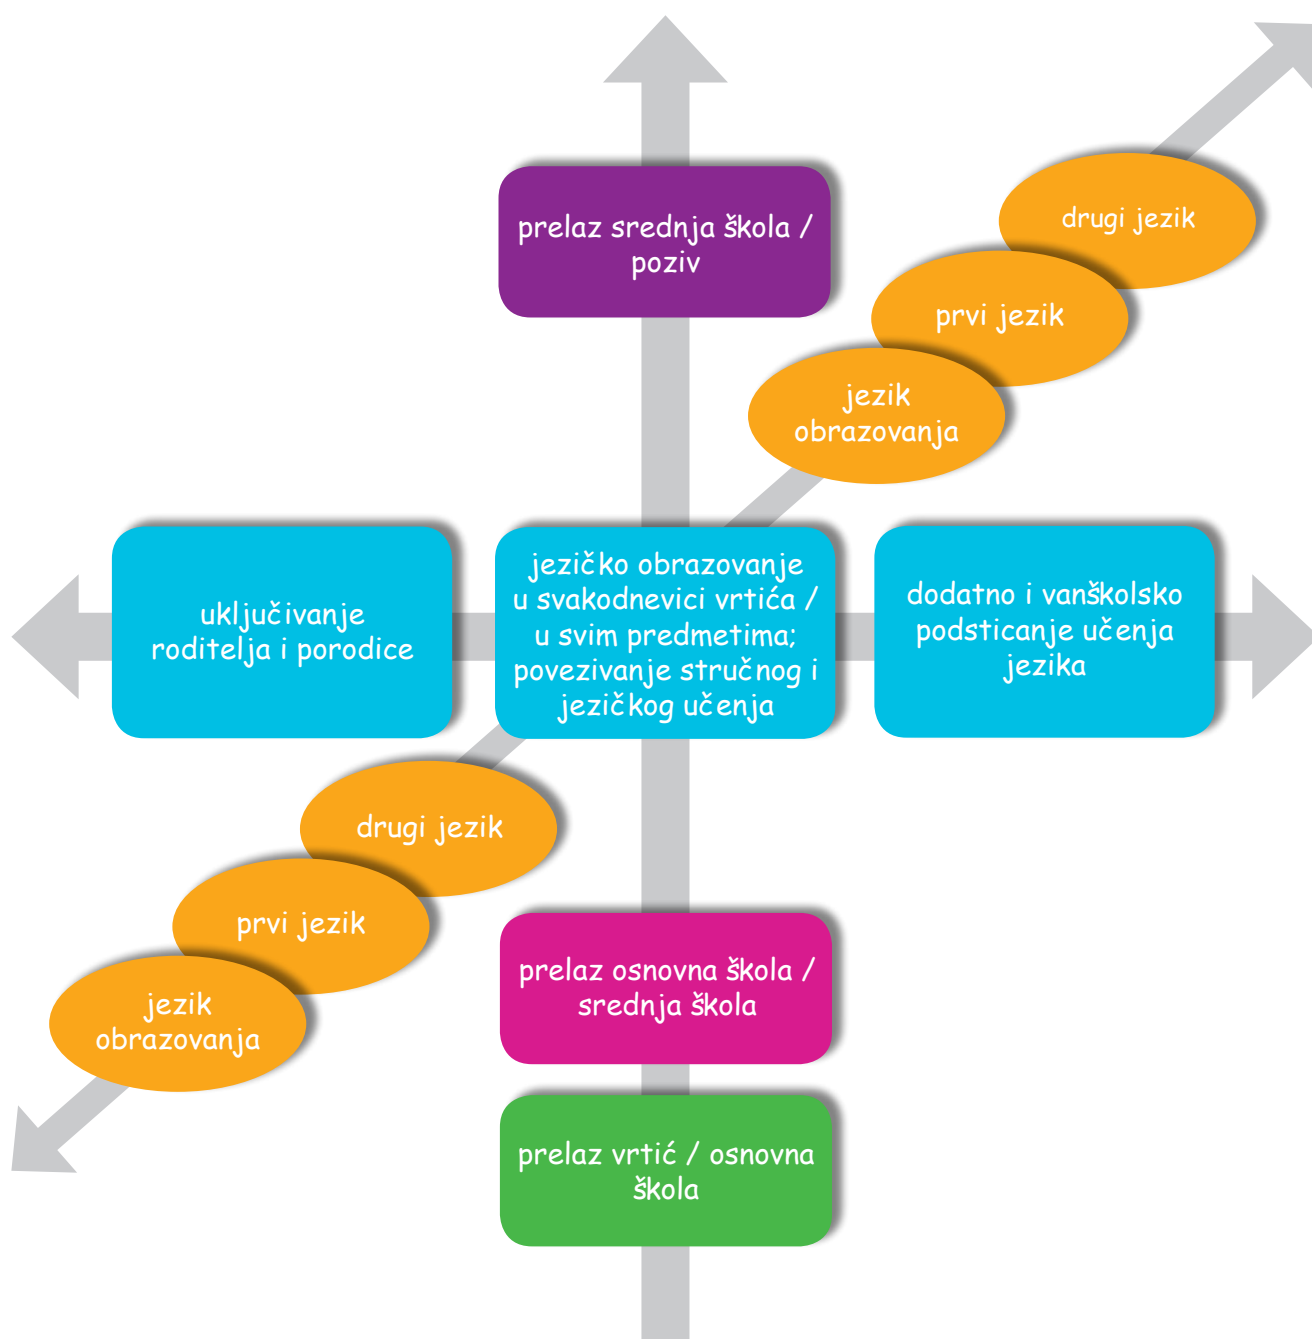 prelaz srednja škola /
poziv
drugi jezik
prvi jezik
jezik
obrazovanja
uključivanje
roditelja i porodice
jezičko obrazovanje
u svakodnevici vrtića /
u svim predmetima;
povezivanje stručnog i
jezičkog učenja
dodatno i vanškolsko
podsticanje učenja
jezika
drugi jezik
prvi jezik
jezik
obrazovanja
prelaz osnovna škola /
srednja škola
prelaz vrtić / osnovna
škola